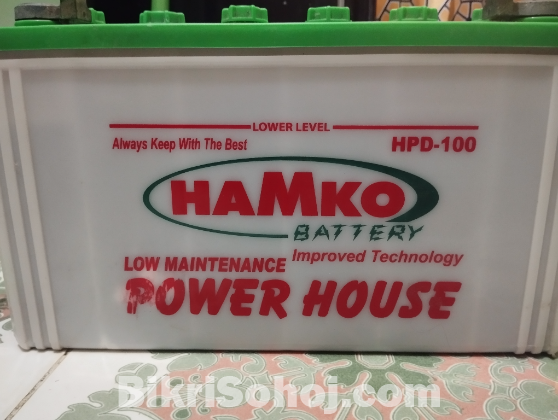 LOWER LEVEL
Always Keep With The Best HPD-100
HAMKO
BATTERY
Improved Technology
LOW MAINTENANCE
POWER HOUSE
BikriSohoj.com